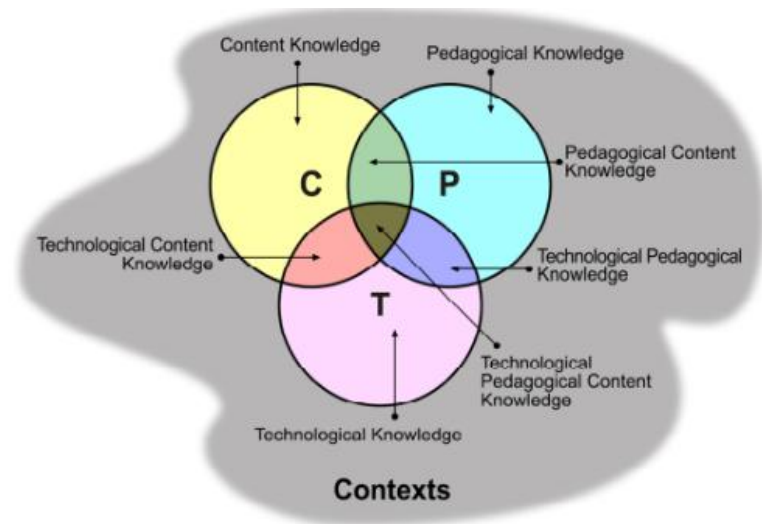 Content Knowledge
Pedagogical Knowledge
Pedagogical Content
Knowledge
C
P
Technological Content
Knowledge
Technological Pedagogical
Knowledge
T
Technological
Pedagogical Content
Knowledge
Technological Knowledge
Contexts